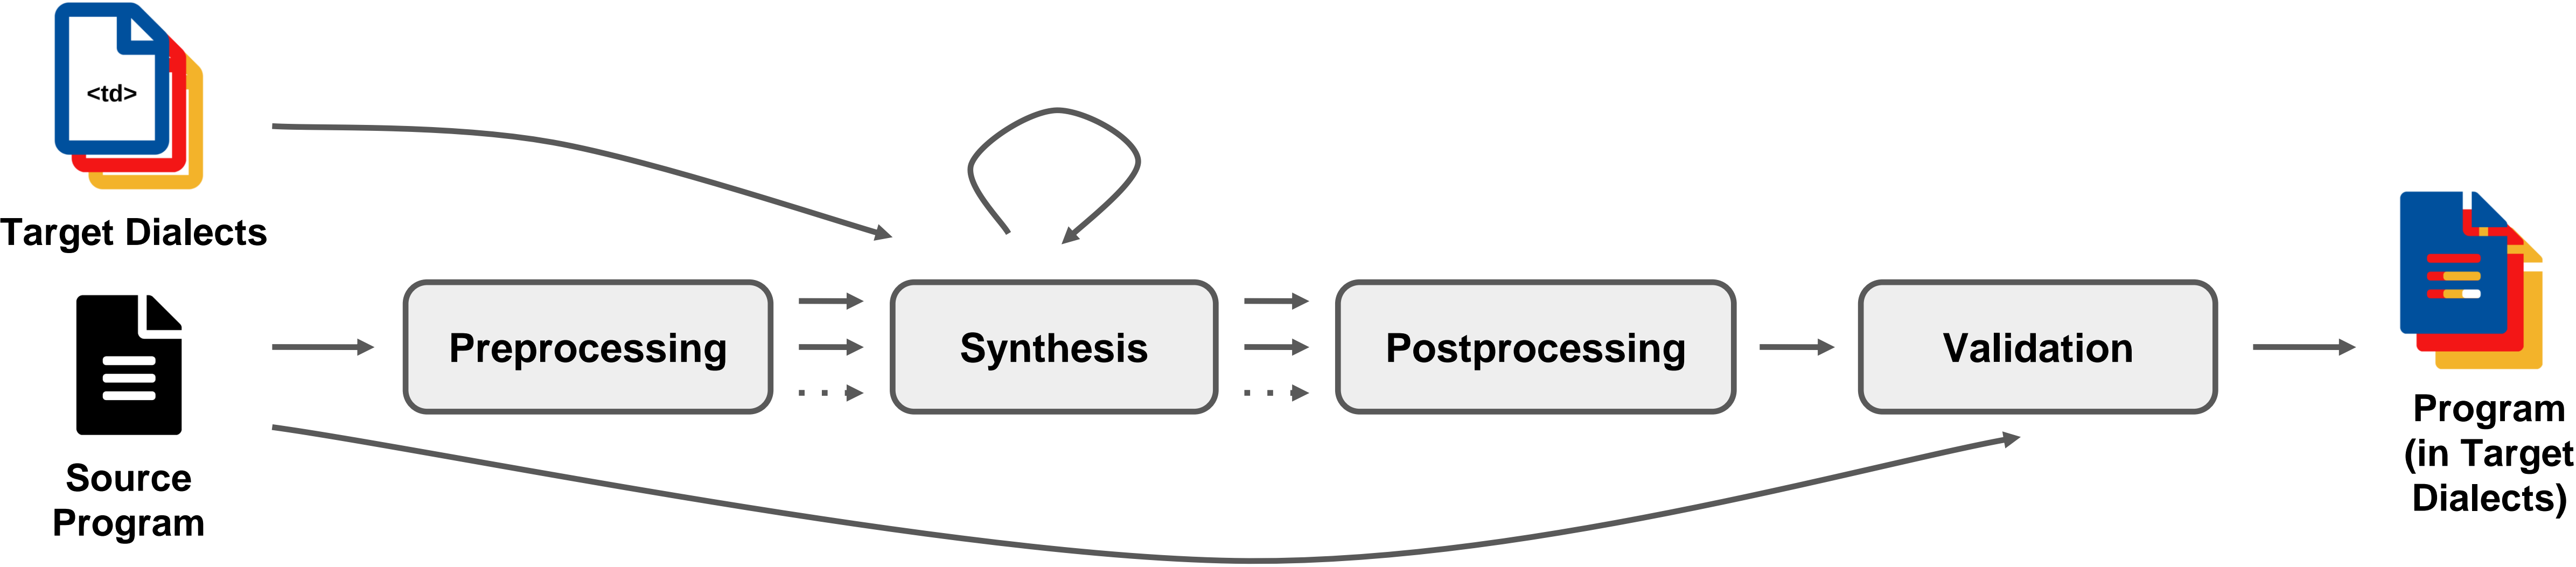 <td>
Target Dialects
Source
Program
Preprocessing
Synthesis
Postprocessing
Validation
Program
(in Target
Dialects)